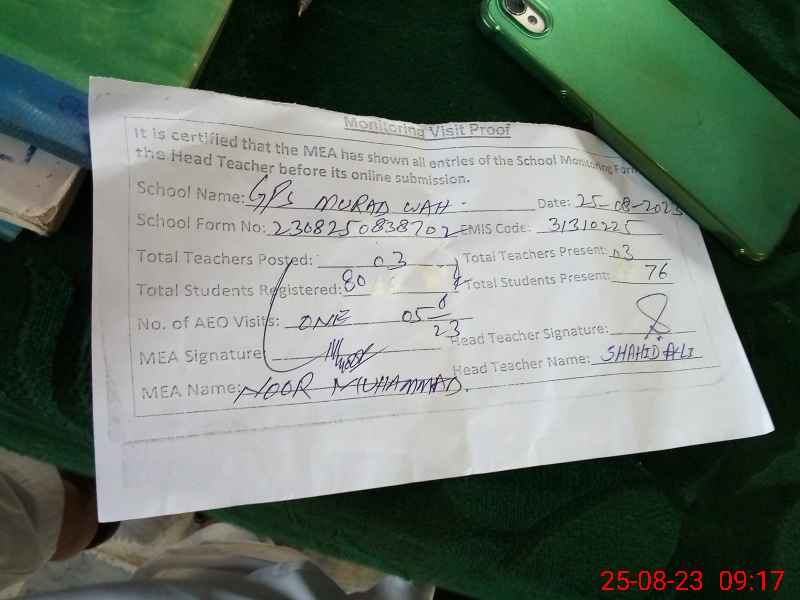 Monitoring Visit Proof
It is certified that the MEA has shown all entries of the School Monitoring Form
the Head Teacher before its online submission.
School Name: GPS MURAD WAH. Date: 25-08-2023
School Form No: 2308250838702 EMIS Code: 31310225
Total Teachers Posted: 03 Total Teachers Present: 03
Total Students Registered: 80 Total Students Present: 76
No. of AEO Visits: ONE 05-8-23
MEA Signature: Head Teacher Signature:
MEA Name: NOOR MUHAMMAD. Head Teacher Name: SHAHID ALI
25-08-23 09:17